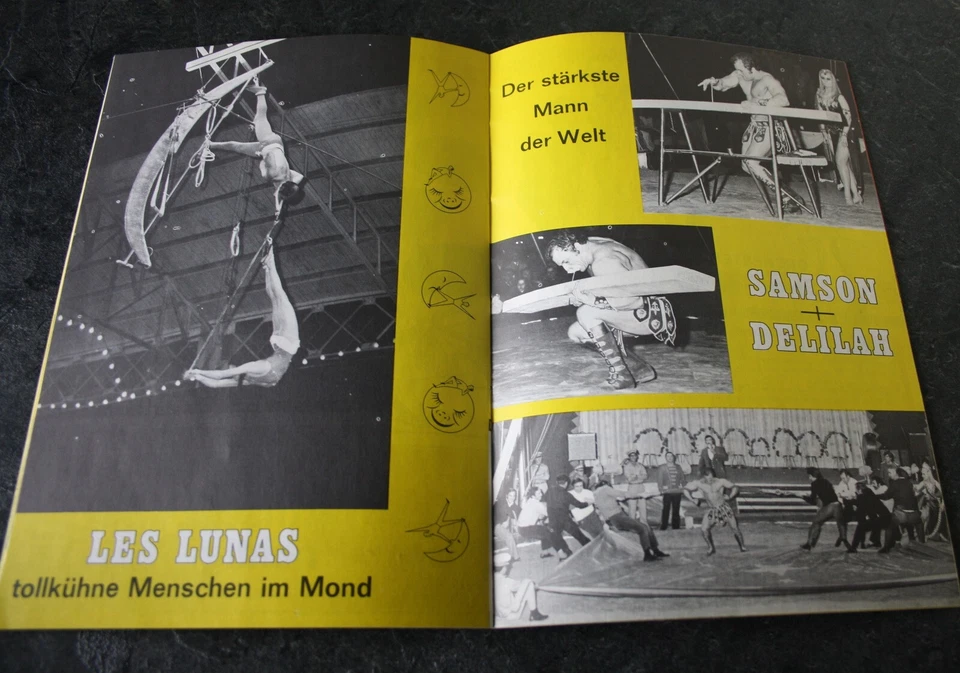 LES LUNAS
tollkühne Menschen im Mond
Der stärkste
Mann
der Welt
SAMSON
+
DELILAH